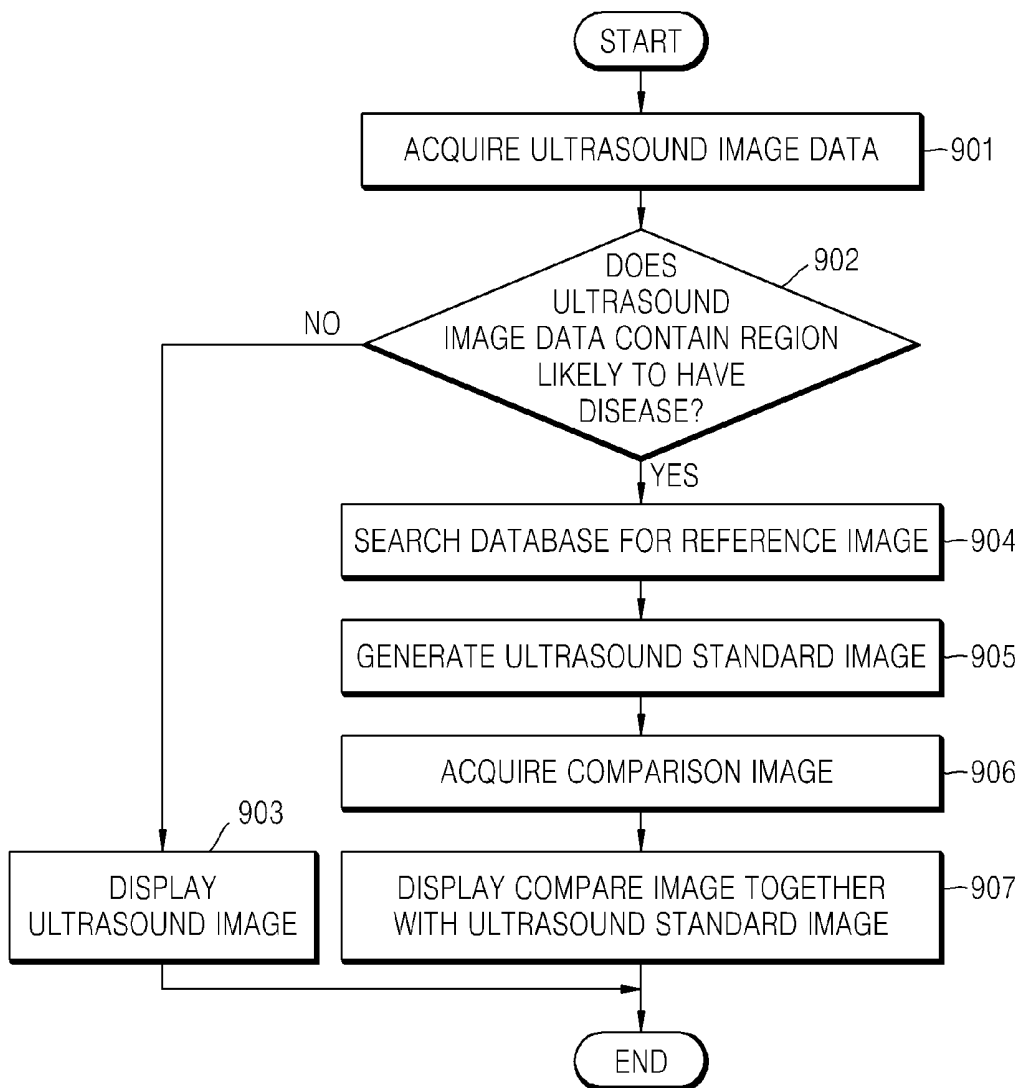 START
ACQUIRE ULTRASOUND IMAGE DATA
901
902
DOES
ULTRASOUND
IMAGE DATA CONTAIN REGION
LIKELY TO HAVE
DISEASE?
NO
YES
SEARCH DATABASE FOR REFERENCE IMAGE
904
GENERATE ULTRASOUND STANDARD IMAGE
905
ACQUIRE COMPARISON IMAGE
906
903
DISPLAY
ULTRASOUND IMAGE
DISPLAY COMPARE IMAGE TOGETHER
WITH ULTRASOUND STANDARD IMAGE
907
END